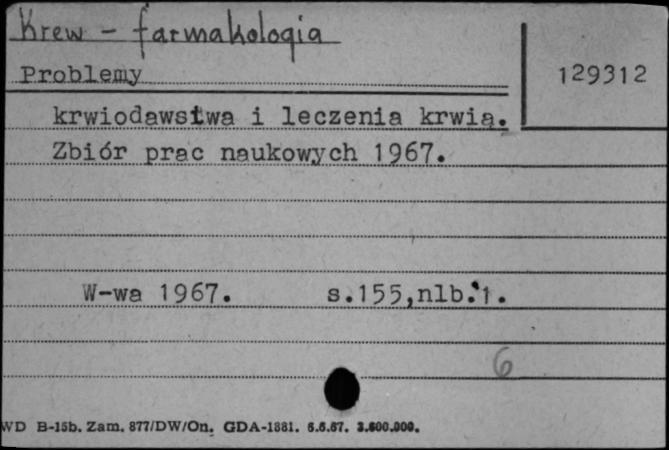 Krew - farmakologia
Problemy
129312
krwiodawstwa i leczenia krwią.
Zbiór prac naukowych 1967.
W-wa 1967. s.155,nlb.1.
6
WD B-15b. Zam. 877/DW/On. GDA-1881. 6.6.67. 3.600.000.